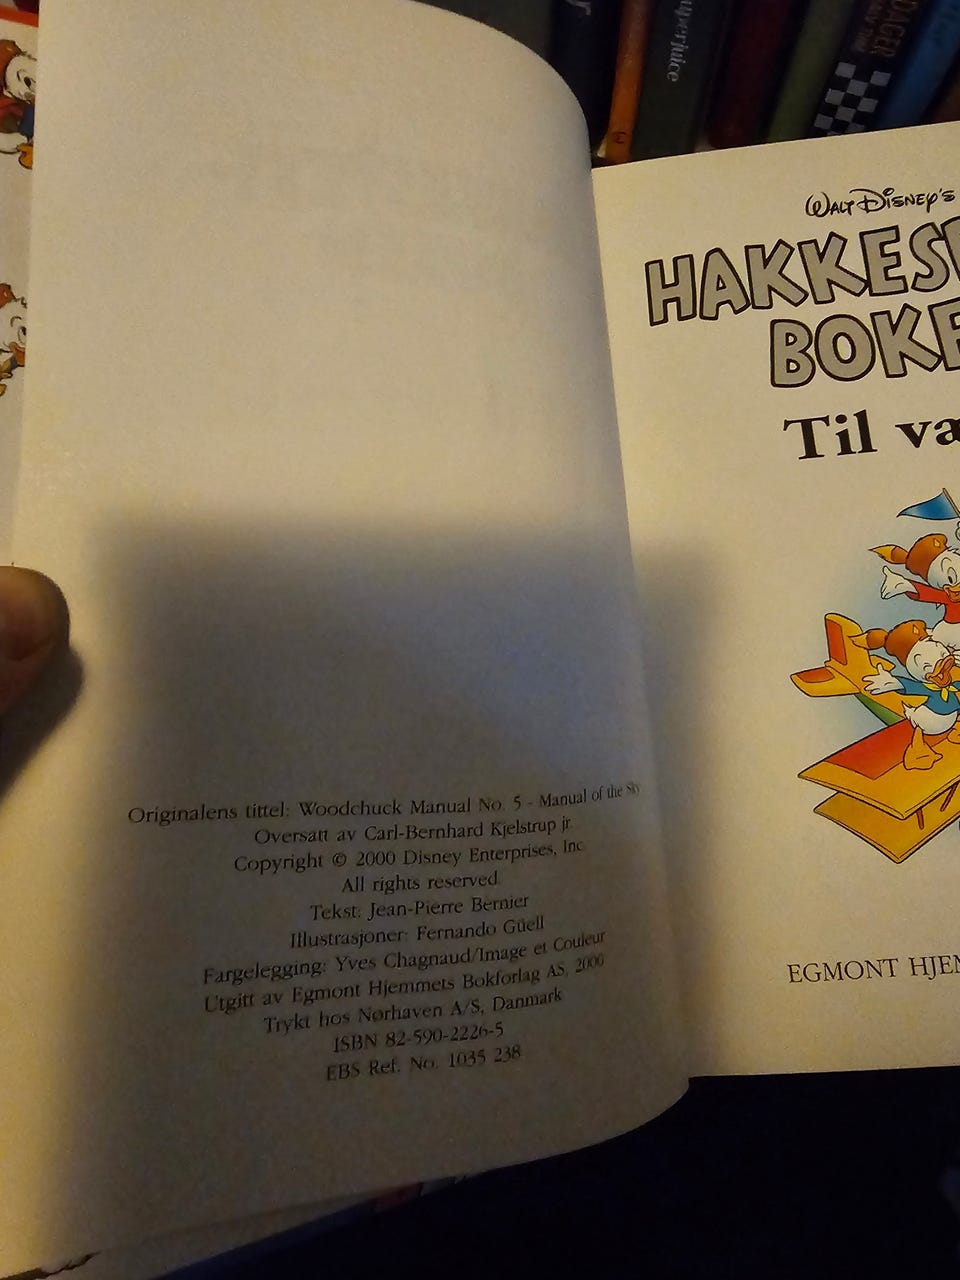 uperjuice
DAGER
Originalens tittel: Woodchuck Manual No. 5 - Manual of the Sky
Oversatt av Carl-Bernhard Kjelstrup jr
Copyright © 2000 Disney Enterprises, Inc
All rights reserved
Tekst: Jean-Pierre Bernier
Illustrasjoner: Fernando Güell
Fargelegging: Yves Chagnaud/Image et Couleur
Utgitt av Egmont Hjemmets Bokforlag AS, 2000
Trykt hos Nørhaven A/S, Danmark
ISBN 82-590-2226-5
EBS Ref. No. 1035 238
WALT DISNEY'S
HAKKES
BOKE
Til væ
EGMONT HJEM